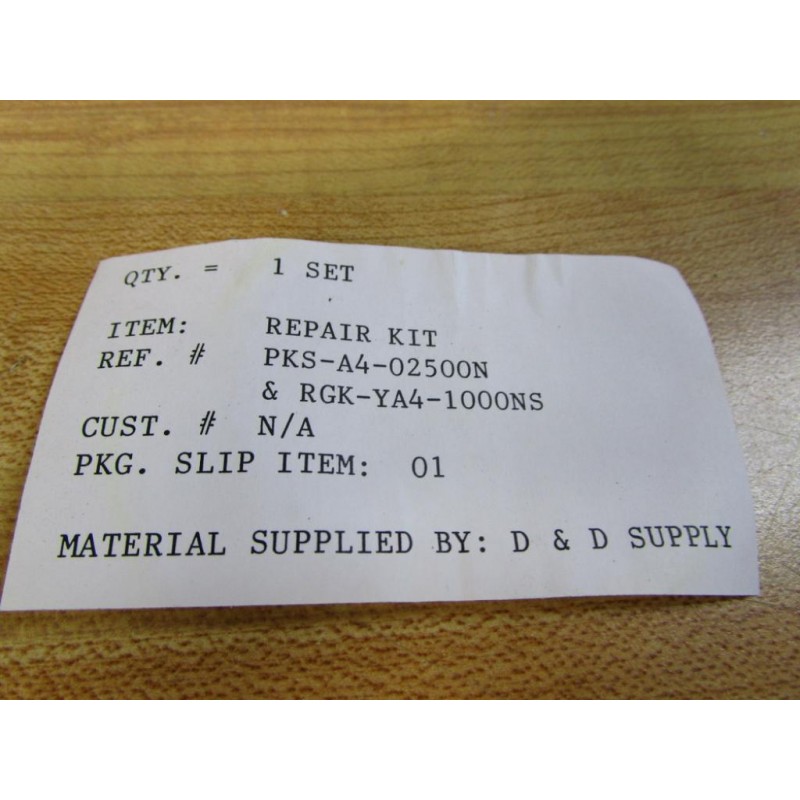 QTY. = 1 SET
ITEM: REPAIR KIT
REF. # PKS-A4-02500N
& RGK-YA4-1000NS
CUST. # N/A
PKG. SLIP ITEM: 01
MATERIAL SUPPLIED BY: D & D SUPPLY